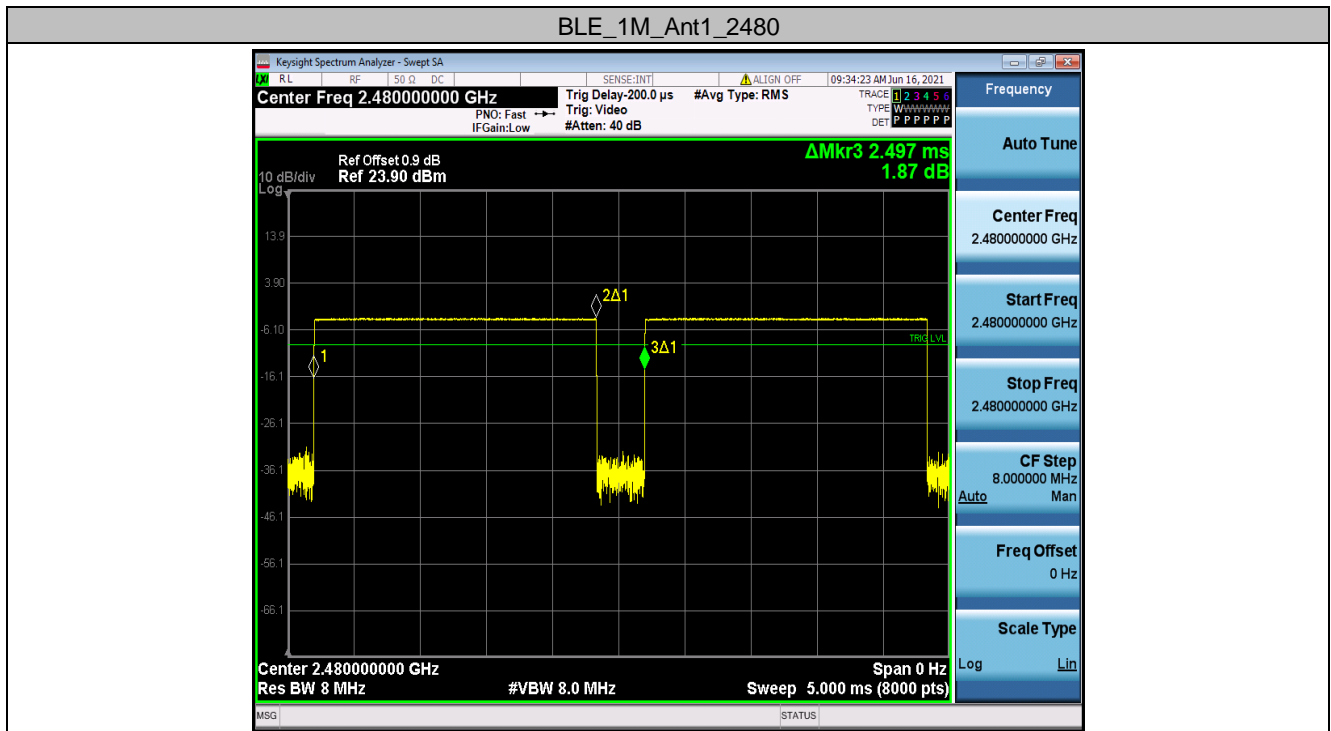 BLE_1M_Ant1_2480
Keysight Spectrum Analyzer - Swept SA
LXI RL RF 50 Ω DC SENSE:INT ALIGN OFF 09:34:23 AM Jun 16, 2021
Center Freq 2.480000000 GHz
PNO: Fast
IFGain:Low
Trig Delay-200.0 µs
Trig: Video
#Atten: 40 dB
#Avg Type: RMS
TRACE 1 2 3 4 5 6
TYPE WWWWWW
DET P P P P P P
ΔMkr3 2.497 ms
1.87 dB
Ref Offset 0.9 dB
10 dB/div Ref 23.90 dBm
Log
13.9
3.90
-6.10
-16.1
-26.1
-36.1
-46.1
-56.1
-66.1
2Δ1
TRIG LVL
3Δ1
1
Center 2.480000000 GHz Span 0 Hz
Res BW 8 MHz #VBW 8.0 MHz Sweep 5.000 ms (8000 pts)
MSG STATUS
Frequency
Auto Tune
Center Freq
2.480000000 GHz
Start Freq
2.480000000 GHz
Stop Freq
2.480000000 GHz
CF Step
8.000000 MHz
Auto Man
Freq Offset
0 Hz
Scale Type
Log Lin